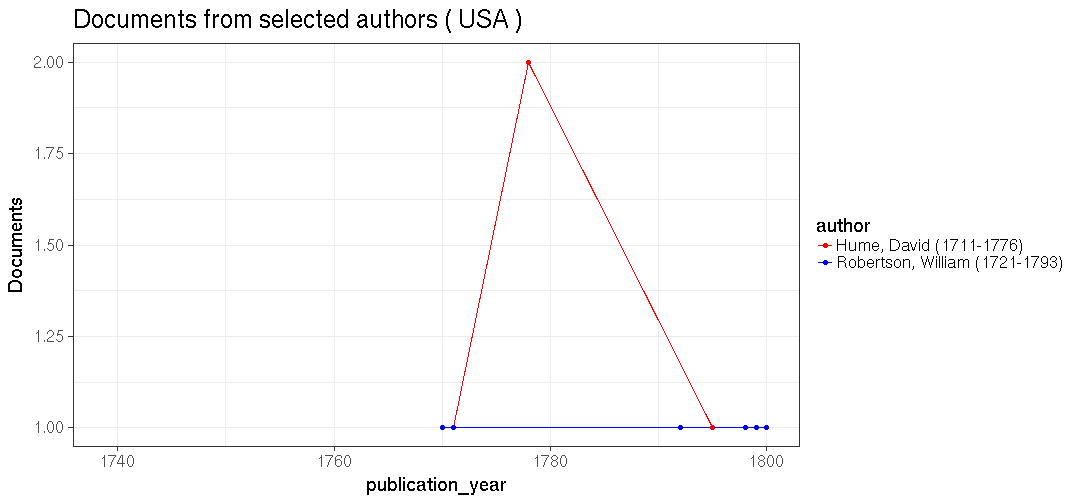 Documents from selected authors ( USA )
2.00
1.75
1.50
1.25
1.00
Documents
1740
1760
1780
1800
publication_year
author
Hume, David (1711-1776)
Robertson, William (1721-1793)